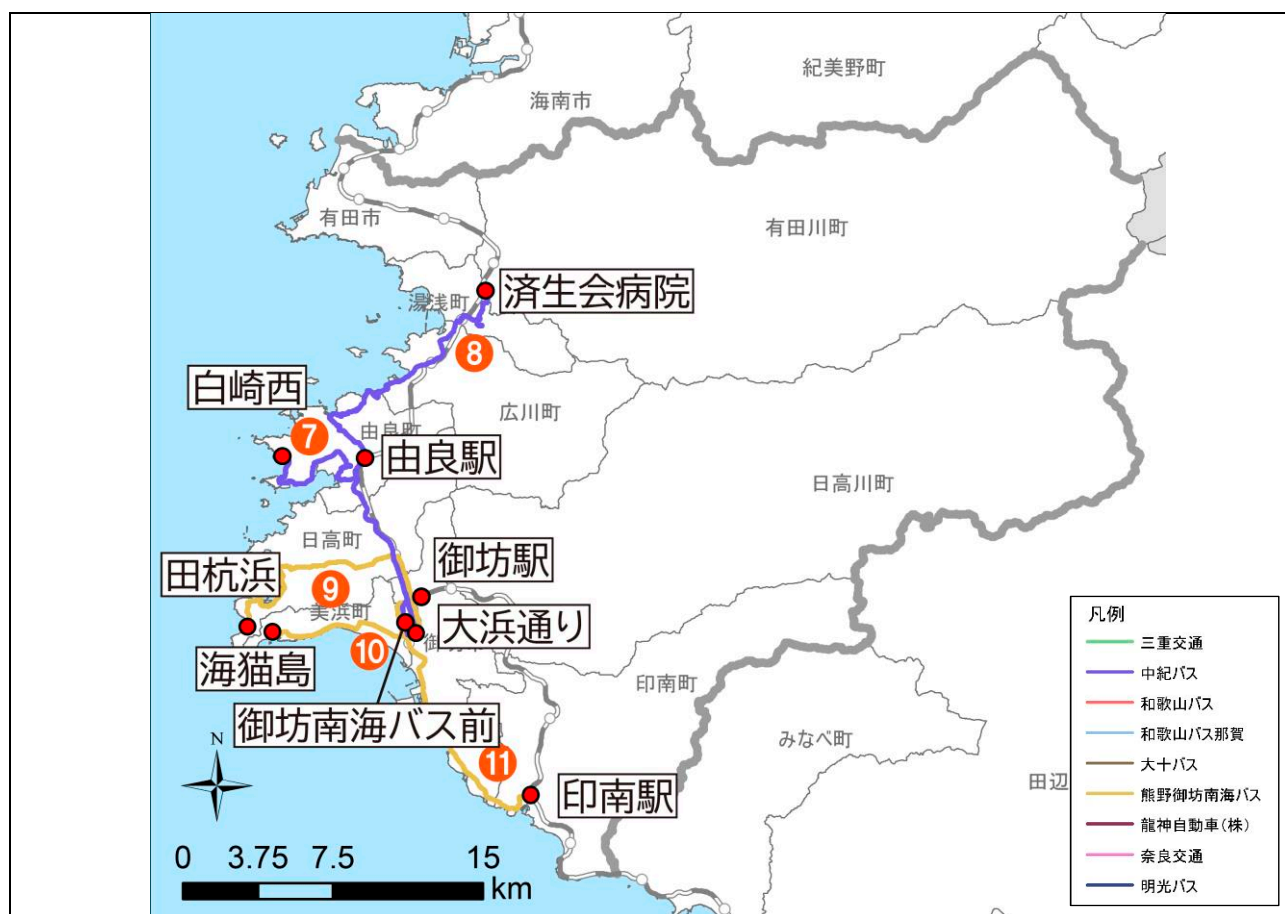 紀美野町
海南市
有田市
有田川町
済生会病院
湯浅町
8
白崎西
広川町
7
由良町
由良駅
日高川町
日高町
御坊駅
田杭浜
9
美浜町
大浜通り
10
海猫島
印南町
御坊南海バス前
みなべ町
N
11
田辺
印南駅
0 3.75 7.5 15
km
凡例
三重交通
中紀バス
和歌山バス
和歌山バス那賀
大十バス
熊野御坊南海バス
龍神自動車(株)
奈良交通
明光バス